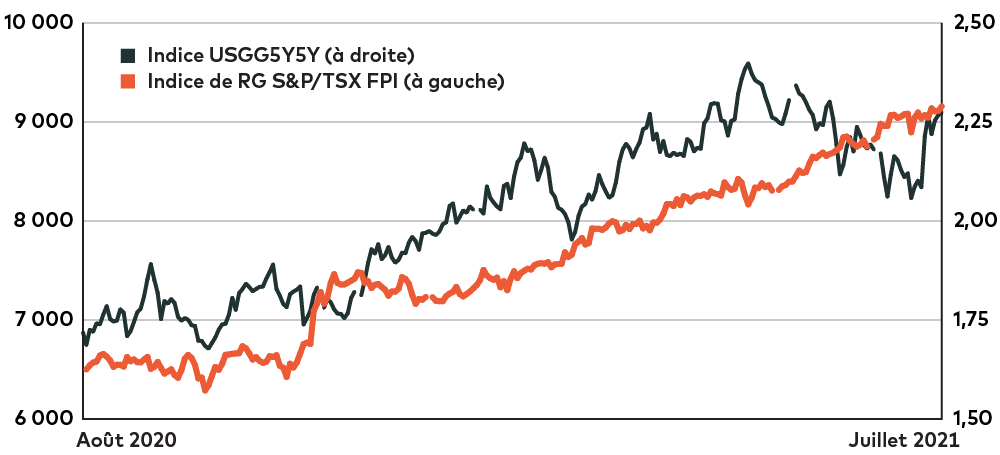 10 000
2,50
Indice USGG5Y5Y (à droite)
Indice de RG S&P/TSX FPI (à gauche)
9 000
2,25
8 000
2,00
7 000
1,75
6 000
1,50
Août 2020
Juillet 2021